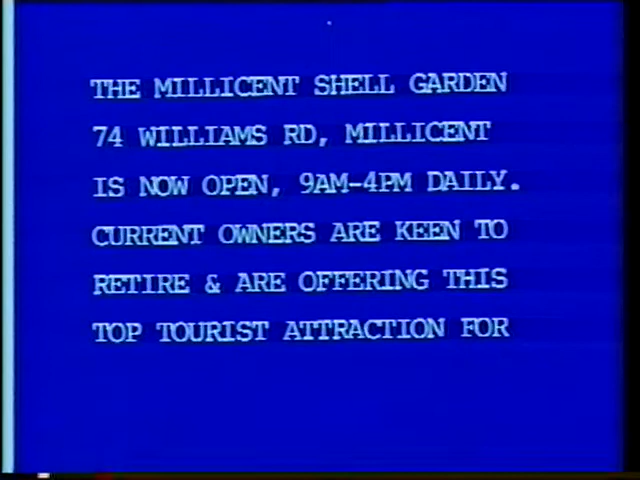 THE MILLICENT SHELL GARDEN
74 WILLIAMS RD, MILLICENT
IS NOW OPEN, 9AM-4PM DAILY.
CURRENT OWNERS ARE KEEN TO
RETIRE & ARE OFFERING THIS
TOP TOURIST ATTRACTION FOR